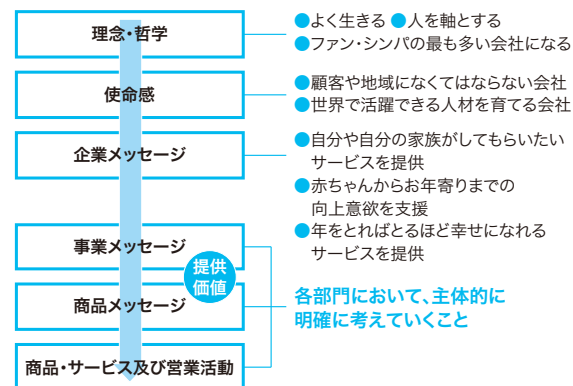 理念・哲学
●よく生きる ●人を軸とする
●ファン・シンパの最も多い会社になる
使命感
●顧客や地域になくてはならない会社
●世界で活躍できる人材を育てる会社
企業メッセージ
●自分や自分の家族がしてもらいたい
サービスを提供
●赤ちゃんからお年寄りまでの
向上意欲を支援
●年をとればとるほど幸せになれる
サービスを提供
事業メッセージ
提供
価値
商品メッセージ
各部門において、主体的に
明確に考えていくこと
商品・サービス及び営業活動